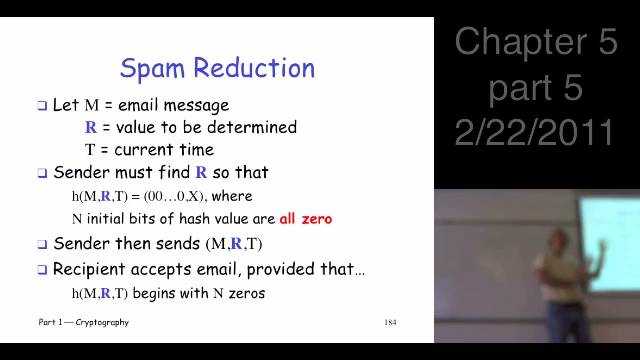 Spam Reduction
Let M = email message
R = value to be determined
T = current time
Sender must find R so that
h(M,R,T) = (00…0,X), where
N initial bits of hash value are all zero
Sender then sends (M,R,T)
Recipient accepts email, provided that…
h(M,R,T) begins with N zeros
Part 1 — Cryptography
184
Chapter 5
part 5
2/22/2011